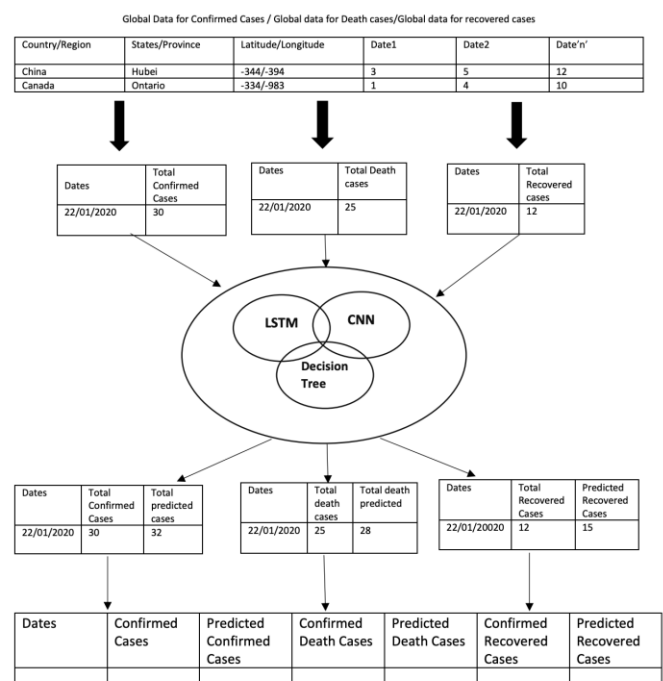 Global Data for Confirmed Cases / Global data for Death cases/Global data for recovered cases
Country/Region States/Province Latitude/Longitude Date1 Date2 Date'n'
China Hubei -344/-394 3 5 12
Canada Ontario -334/-983 1 4 10
Dates Total Confirmed Cases
22/01/2020 30
Dates Total Death cases
22/01/2020 25
Dates Total Recovered cases
22/01/2020 12
LSTM
CNN
Decision
Tree
Dates Total Confirmed Cases Total predicted cases
22/01/2020 30 32
Dates Total death cases Total death predicted
22/01/2020 25 28
Dates Total Recovered Cases Predicted Recovered Cases
22/01/20020 12 15
Dates Confirmed Cases Predicted Confirmed Cases Confirmed Death Cases Predicted Death Cases Confirmed Recovered Cases Predicted Recovered Cases